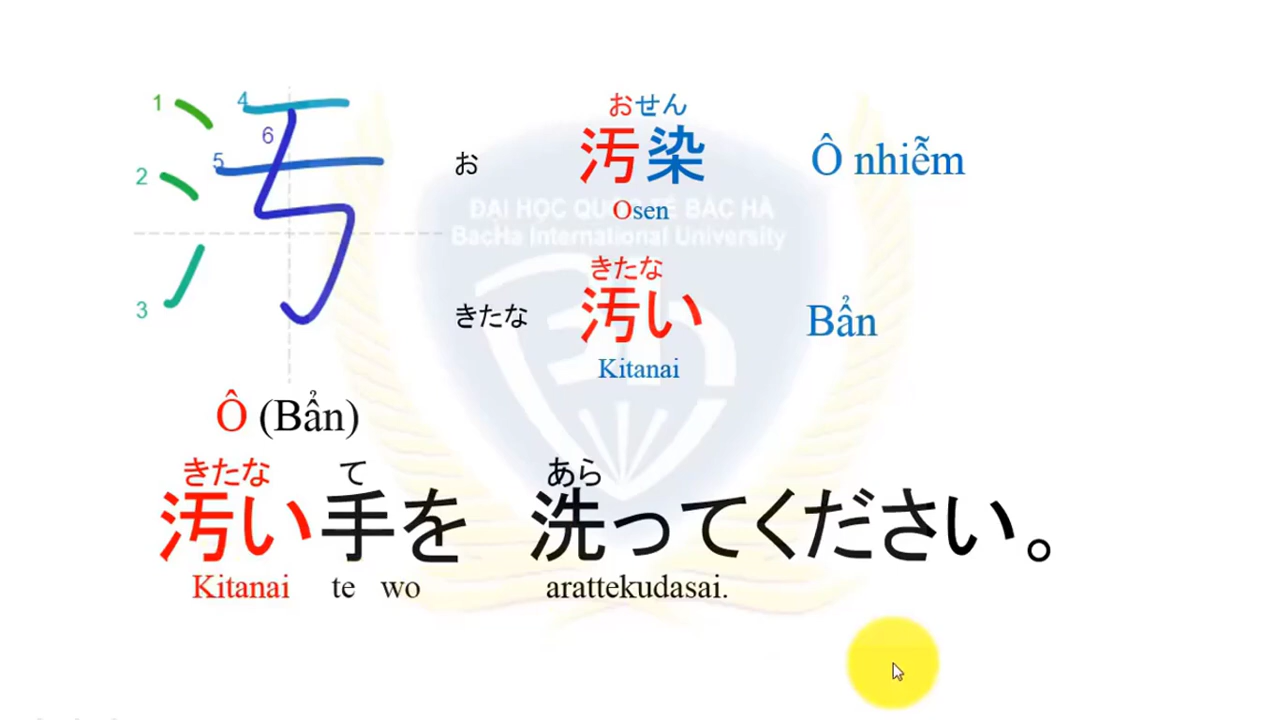 1 4
6
5
2
3
おせん
お 汚染 Ô nhiễm
Osen
ĐẠI HỌC QUỐC TẾ BẮC HÀ
BacHa International University
きたな
きたな 汚い Bẩn
Kitanai
Ô (Bẩn)
きたな て あら
汚い手を 洗ってください。
Kitanai te wo arattekudasai.